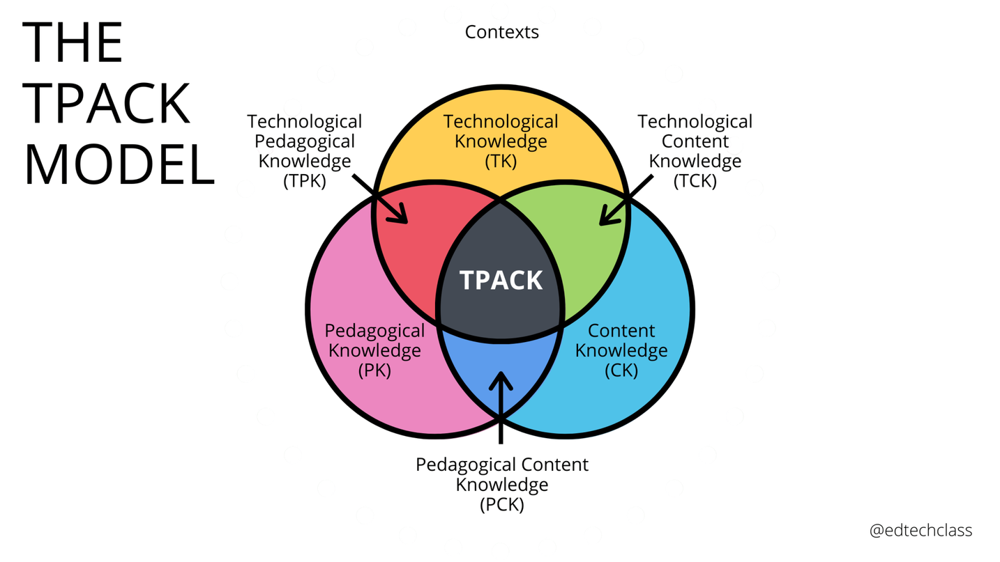 THE
TPACK
MODEL
Contexts
Technological
Pedagogical
Knowledge
(TPK)
Technological
Knowledge
(TK)
Technological
Content
Knowledge
(TCK)
TPACK
Pedagogical
Knowledge
(PK)
Content
Knowledge
(CK)
Pedagogical Content
Knowledge
(PCK)
@edtechclass